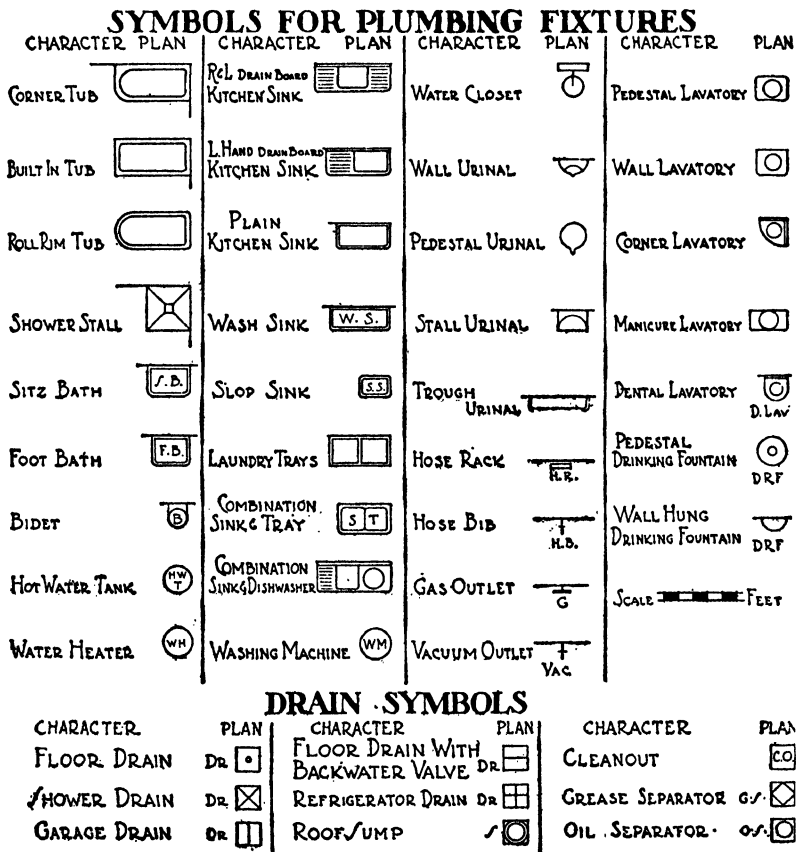 SYMBOLS FOR PLUMBING FIXTURES
CHARACTER PLAN
CORNER TUB
BUILT IN TUB
ROLL RIM TUB
SHOWER STALL
SITZ BATH S.B.
FOOT BATH F.B.
BIDET B
HOT WATER TANK HW
T
WATER HEATER WH
CHARACTER PLAN
R&L DRAIN BOARD
KITCHEN SINK
L. HAND DRAIN BOARD
KITCHEN SINK
PLAIN
KITCHEN SINK
WASH SINK W. S.
SLOP SINK S.S.
LAUNDRY TRAYS
COMBINATION
SINK & TRAY S T
COMBINATION
SINK & DISHWASHER
WASHING MACHINE WM
CHARACTER PLAN
WATER CLOSET
WALL URINAL
PEDESTAL URINAL
STALL URINAL
TROUGH
URINAL
HOSE RACK
H.R.
HOSE BIB
H.B.
GAS OUTLET
G
VACUUM OUTLET
VAC
CHARACTER PLAN
PEDESTAL LAVATORY
WALL LAVATORY
CORNER LAVATORY
MANICURE LAVATORY
DENTAL LAVATORY
D. LAV
PEDESTAL
DRINKING FOUNTAIN
DRF
WALL HUNG
DRINKING FOUNTAIN
DRF
SCALE FEET
DRAIN SYMBOLS
CHARACTER PLAN
FLOOR DRAIN DR
SHOWER DRAIN DR
GARAGE DRAIN DR
CHARACTER PLAN
FLOOR DRAIN WITH
BACKWATER VALVE DR
REFRIGERATOR DRAIN DR
ROOF SUMP S
CHARACTER PLAN
CLEANOUT C.O.
GREASE SEPARATOR G.S.
OIL SEPARATOR O.S.